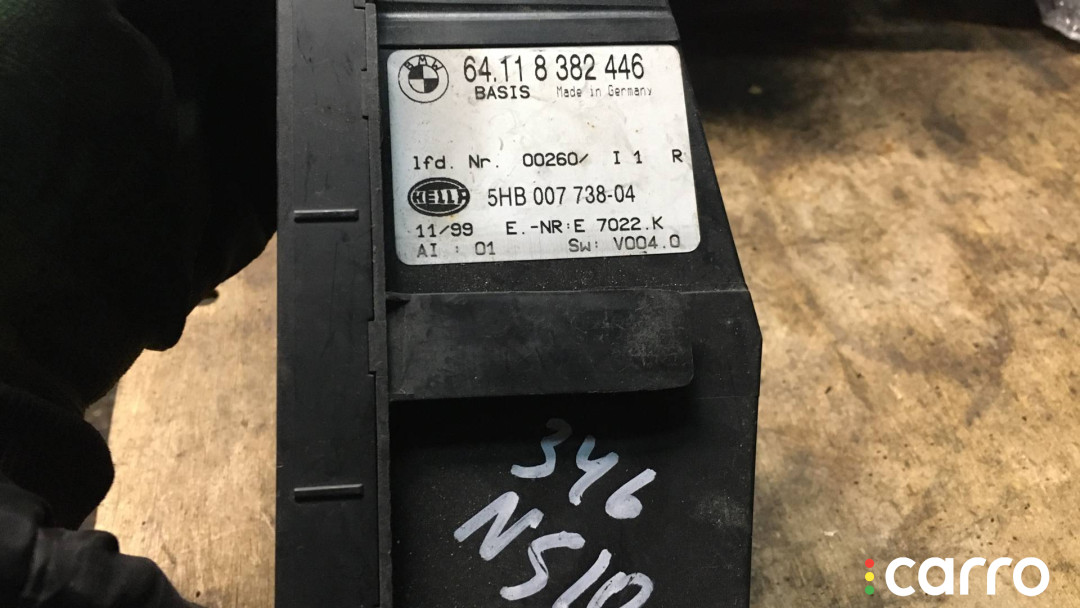 BMW 64.11 8 382 446
BASIS Made in Germany
lfd. Nr. 00260/ I 1 R
HELLA 5HB 007 738-04
11/99 E.-NR:E 7022.K
AI : 01 Sw: V004.0
346
N510
carro